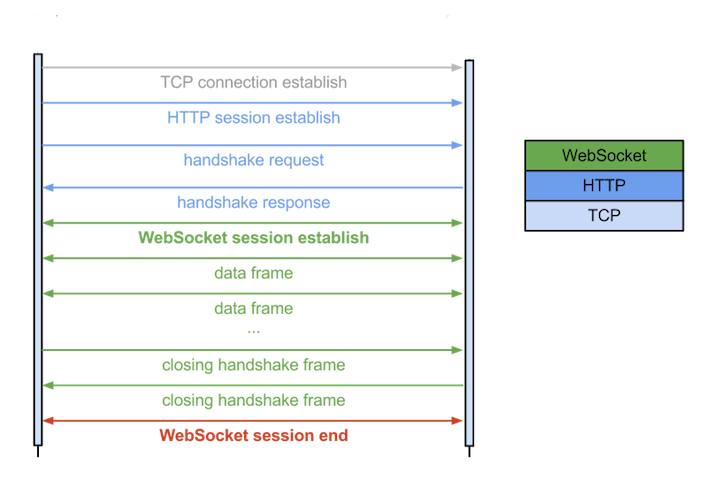 TCP connection establish
HTTP session establish
handshake request
handshake response
WebSocket session establish
data frame
data frame
...
closing handshake frame
closing handshake frame
WebSocket session end
WebSocket
HTTP
TCP